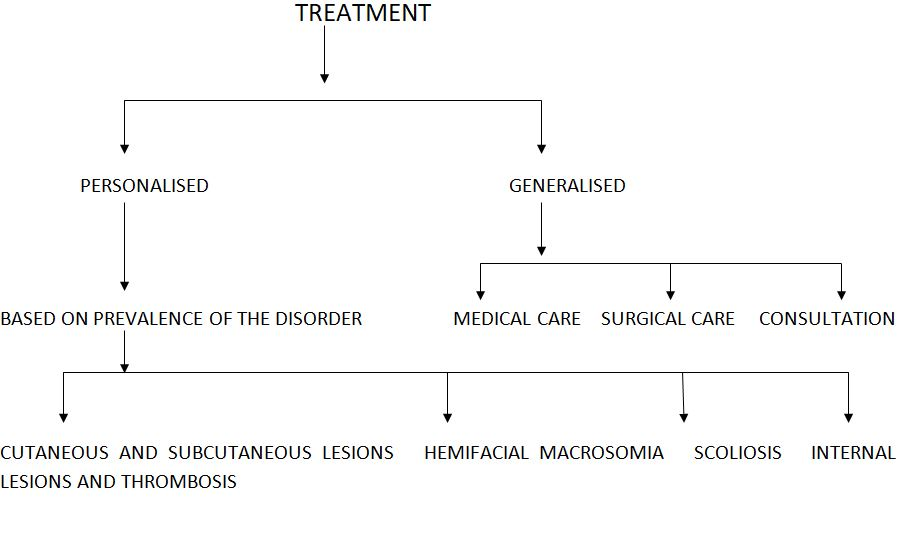 TREATMENT
PERSONALISED GENERALISED
BASED ON PREVALENCE OF THE DISORDER MEDICAL CARE SURGICAL CARE CONSULTATION
CUTANEOUS AND SUBCUTANEOUS LESIONS HEMIFACIAL MACROSOMIA SCOLIOSIS INTERNAL
LESIONS AND THROMBOSIS